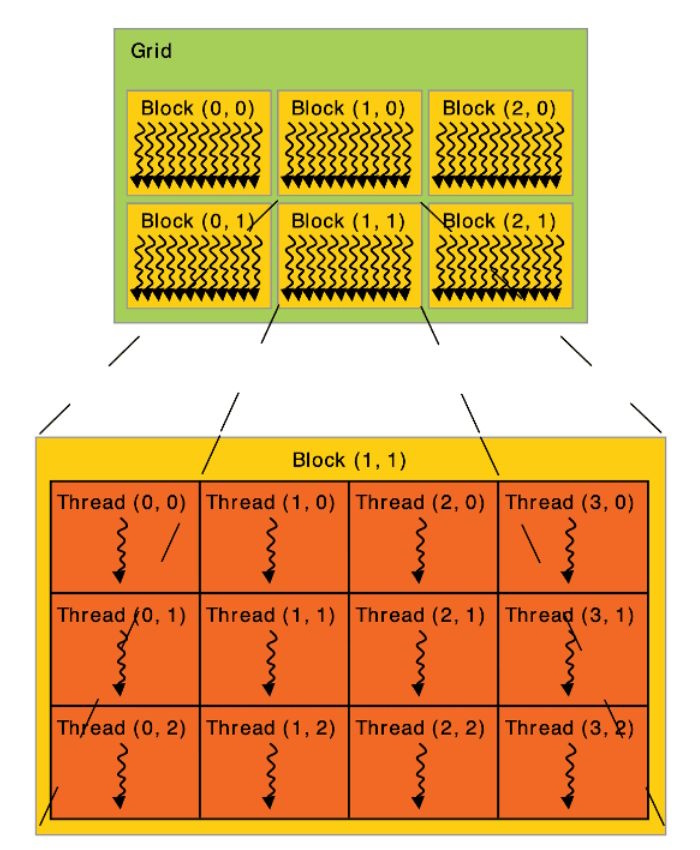 Grid
Block (0, 0) Block (1, 0) Block (2, 0)
Block (0, 1) Block (1, 1) Block (2, 1)
Block (1, 1)
Thread (0, 0) Thread (1, 0) Thread (2, 0) Thread (3, 0)
Thread (0, 1) Thread (1, 1) Thread (2, 1) Thread (3, 1)
Thread (0, 2) Thread (1, 2) Thread (2, 2) Thread (3, 2)